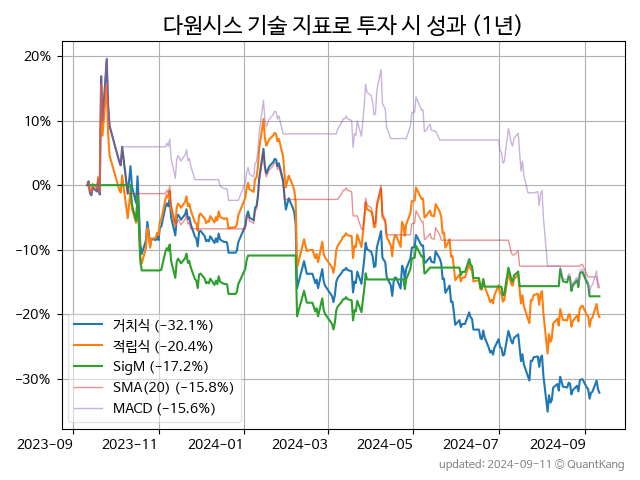 다원시스 기술 지표로 투자 시 성과 (1년)
20%
10%
0%
−10%
−20%
−30%
거치식 (−32.1%)
적립식 (−20.4%)
SigM (−17.2%)
SMA(20) (−15.8%)
MACD (−15.6%)
2023-09 2023-11 2024-01 2024-03 2024-05 2024-07 2024-09
updated: 2024-09-11 © QuantKang